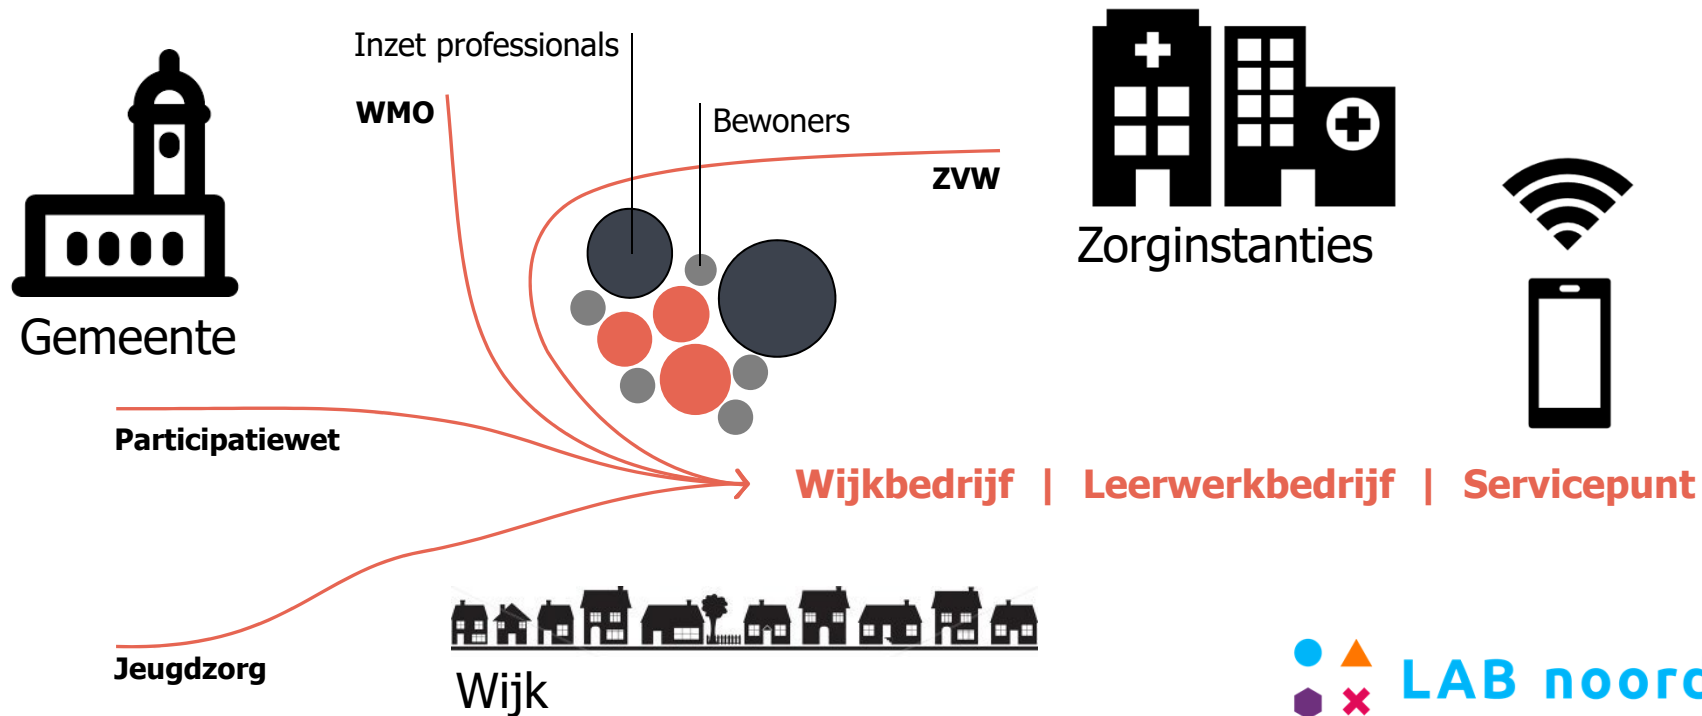 Inzet professionals
WMO
Bewoners
ZVW
Zorginstanties
Gemeente
Participatiewet
Wijkbedrijf | Leerwerkbedrijf | Servicepunt
Jeugdzorg
Wijk
LAB noord